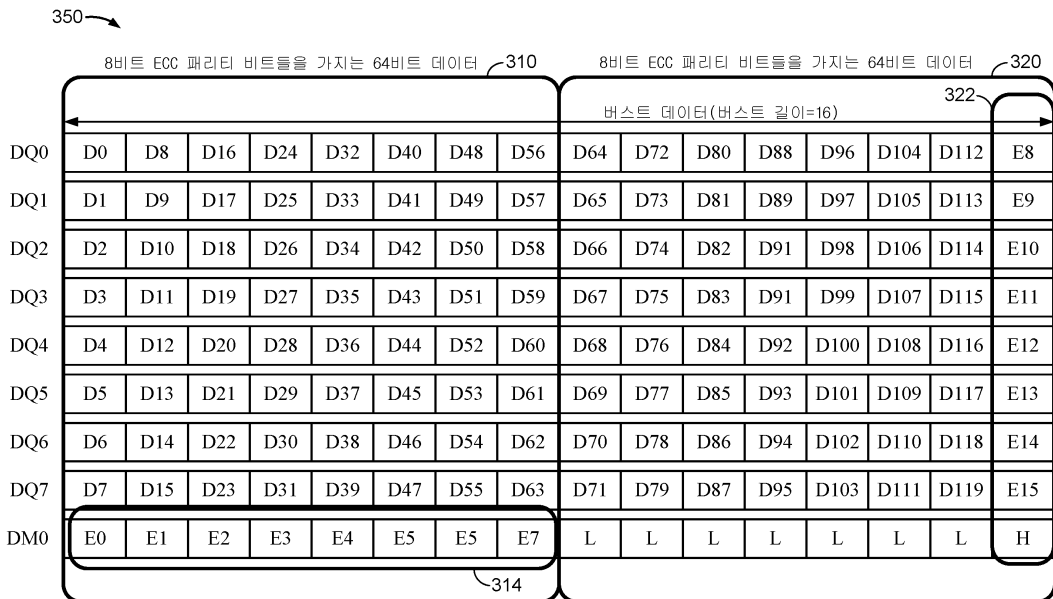 350
8비트 ECC 패리티 비트들을 가지는 64비트 데이터 310 8비트 ECC 패리티 비트들을 가지는 64비트 데이터 320
322
버스트 데이터(버스트 길이=16)
DQ0 D0 D8 D16 D24 D32 D40 D48 D56 D64 D72 D80 D88 D96 D104 D112 E8
DQ1 D1 D9 D17 D25 D33 D41 D49 D57 D65 D73 D81 D89 D97 D105 D113 E9
DQ2 D2 D10 D18 D26 D34 D42 D50 D58 D66 D74 D82 D91 D98 D106 D114 E10
DQ3 D3 D11 D19 D27 D35 D43 D51 D59 D67 D75 D83 D91 D99 D107 D115 E11
DQ4 D4 D12 D20 D28 D36 D44 D52 D60 D68 D76 D84 D92 D100 D108 D116 E12
DQ5 D5 D13 D21 D29 D37 D45 D53 D61 D69 D77 D85 D93 D101 D109 D117 E13
DQ6 D6 D14 D22 D30 D38 D46 D54 D62 D70 D78 D86 D94 D102 D110 D118 E14
DQ7 D7 D15 D23 D31 D39 D47 D55 D63 D71 D79 D87 D95 D103 D111 D119 E15
DM0 E0 E1 E2 E3 E4 E5 E5 E7 L L L L L L L H
314